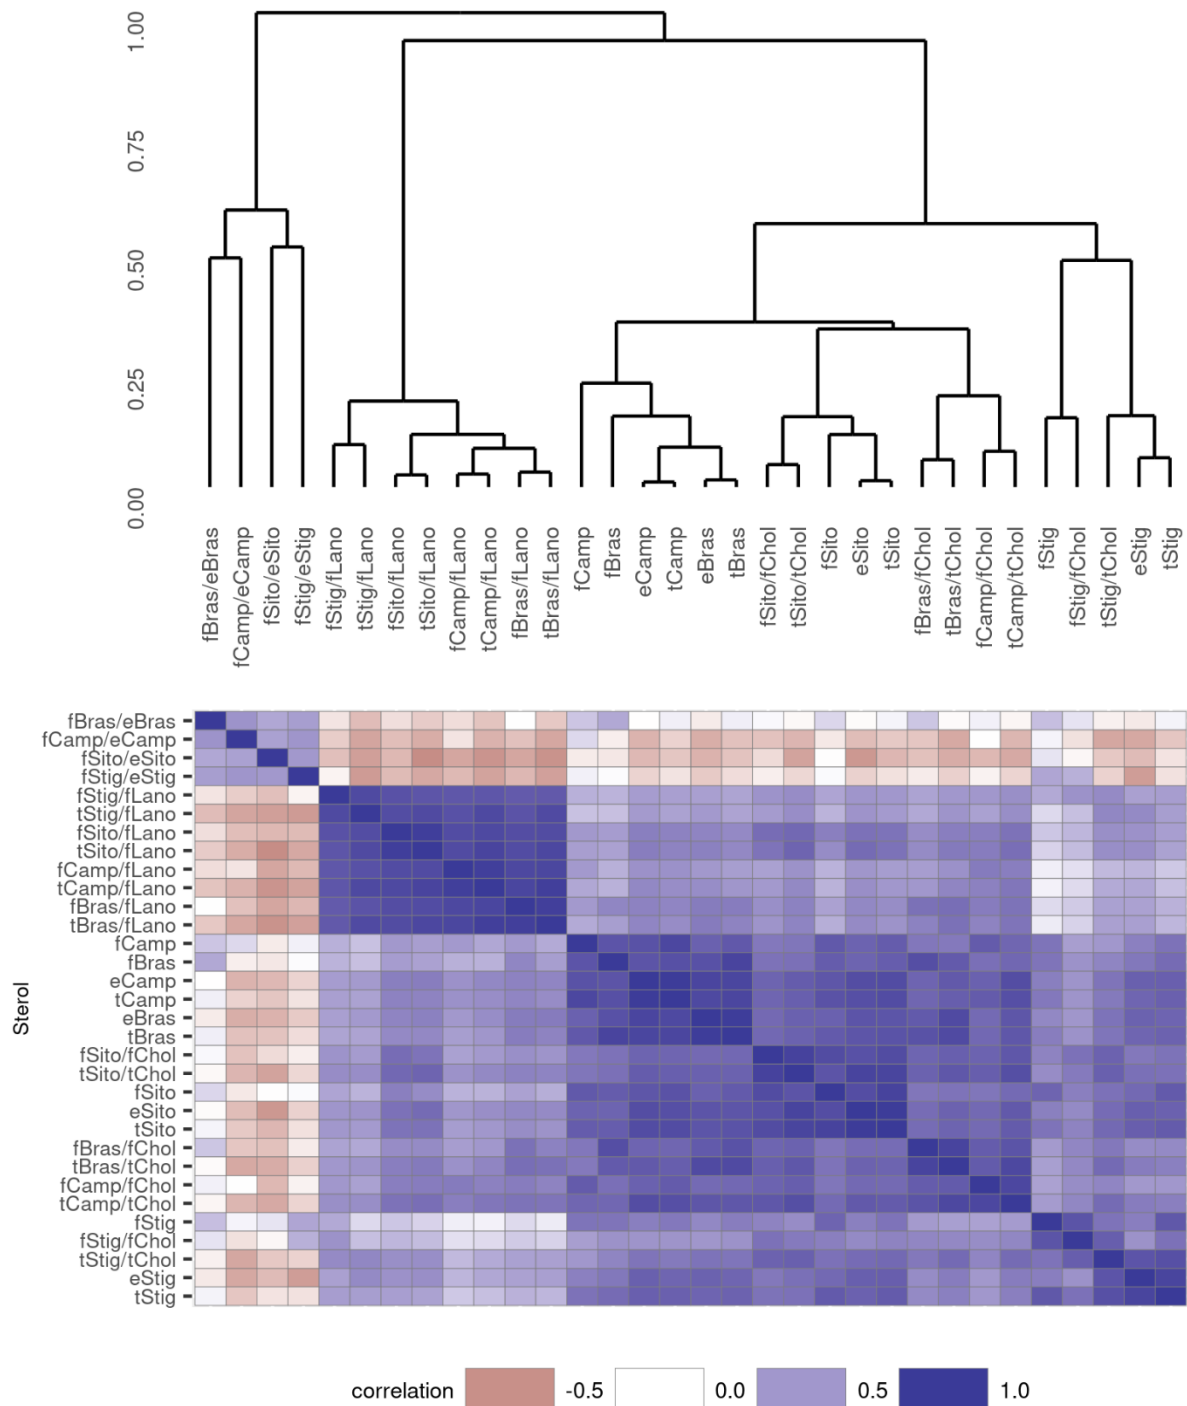 1.00
0.75
0.50
0.25
0.00
fBras/eBras
fCamp/eCamp
fSito/eSito
fStig/eStig
fStig/fLano
tStig/fLano
fSito/fLano
tSito/fLano
fCamp/fLano
tCamp/fLano
fBras/fLano
tBras/fLano
fCamp
fBras
eCamp
tCamp
eBras
tBras
fSito/fChol
tSito/tChol
fSito
eSito
tSito
fBras/fChol
tBras/tChol
fCamp/fChol
tCamp/tChol
fStig
fStig/fChol
tStig/tChol
eStig
tStig
Sterol
fBras/eBras
fCamp/eCamp
fSito/eSito
fStig/eStig
fStig/fLano
tStig/fLano
fSito/fLano
tSito/fLano
fCamp/fLano
tCamp/fLano
fBras/fLano
tBras/fLano
fCamp
fBras
eCamp
tCamp
eBras
tBras
fSito/fChol
tSito/tChol
fSito
eSito
tSito
fBras/fChol
tBras/tChol
fCamp/fChol
tCamp/tChol
fStig
fStig/fChol
tStig/tChol
eStig
tStig
correlation -0.5 0.0 0.5 1.0